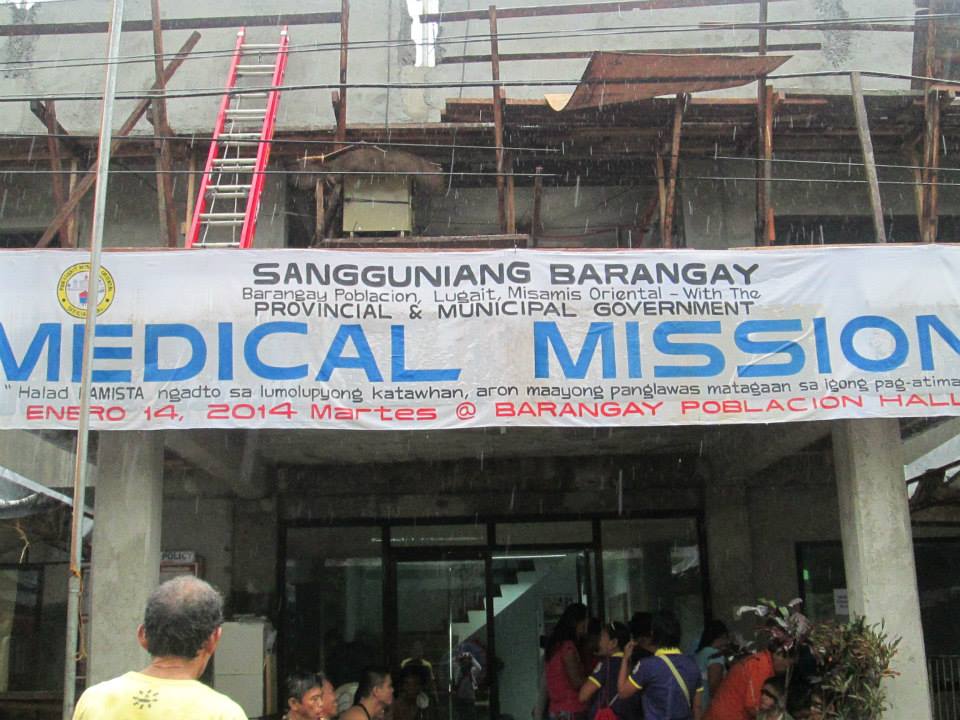 SANGGUNIANG BARANGAY
Barangay Poblacion, Lugait, Misamis Oriental - With The
PROVINCIAL & MUNICIPAL GOVERNMENT
MEDICAL MISSION
"Halad HAMISTA ngadto sa lumolupyong katawhan, aron maayong panglawas matagaan sa igong pag-atima
ENERO 14, 2014 Martes @ BARANGAY POBLACION HALL
POLICY